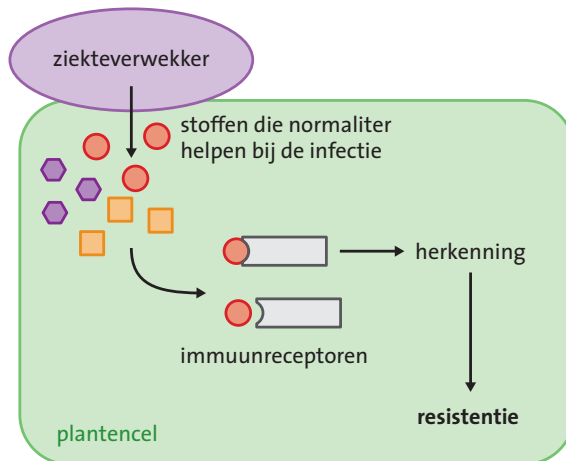 ziekteverwekker
stoffen die normaliter
helpen bij de infectie
herkenning
immuunreceptoren
resistentie
plantencel